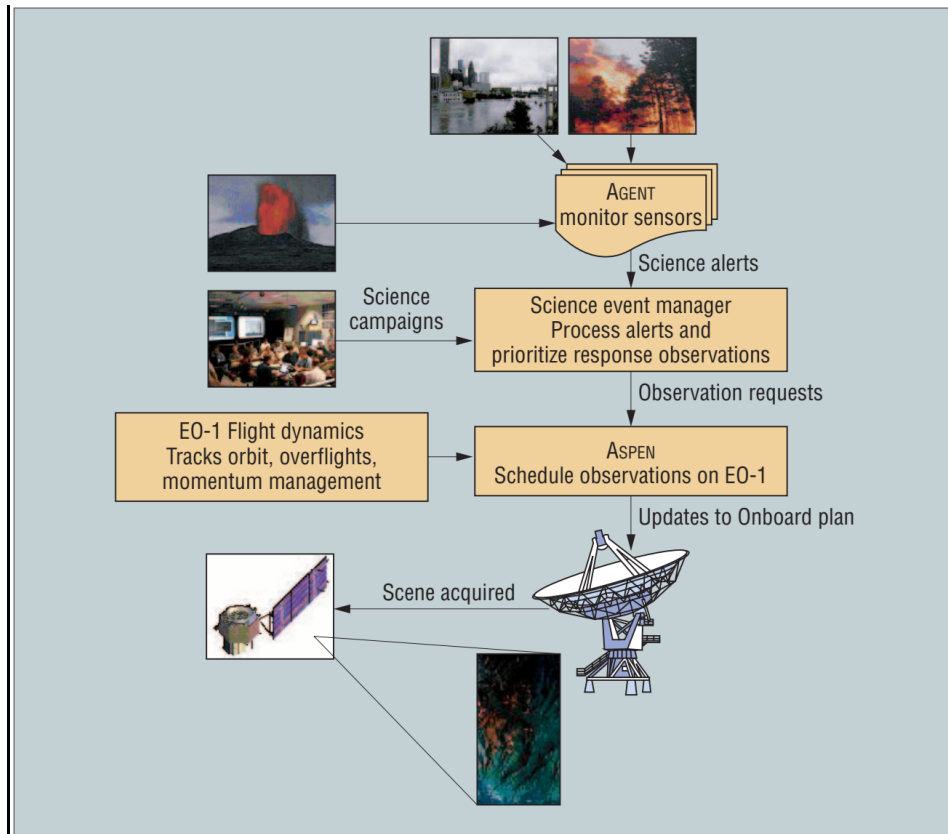 AGENT
monitor sensors
Science alerts
Science
campaigns
Science event manager
Process alerts and
prioritize response observations
Observation requests
EO-1 Flight dynamics
Tracks orbit, overflights,
momentum management
ASPEN
Schedule observations on EO-1
Updates to Onboard plan
Scene acquired